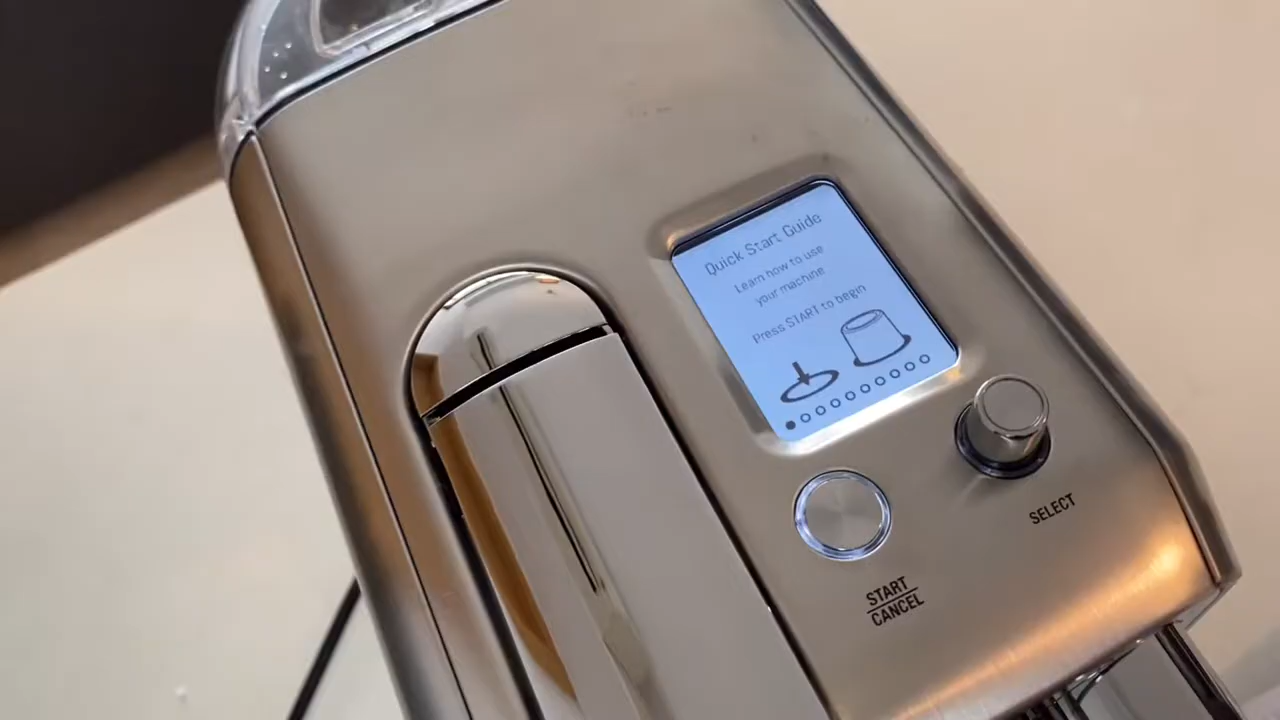 Quick Start Guide
Learn how to use
your machine
Press START to begin
SELECT
START
CANCEL